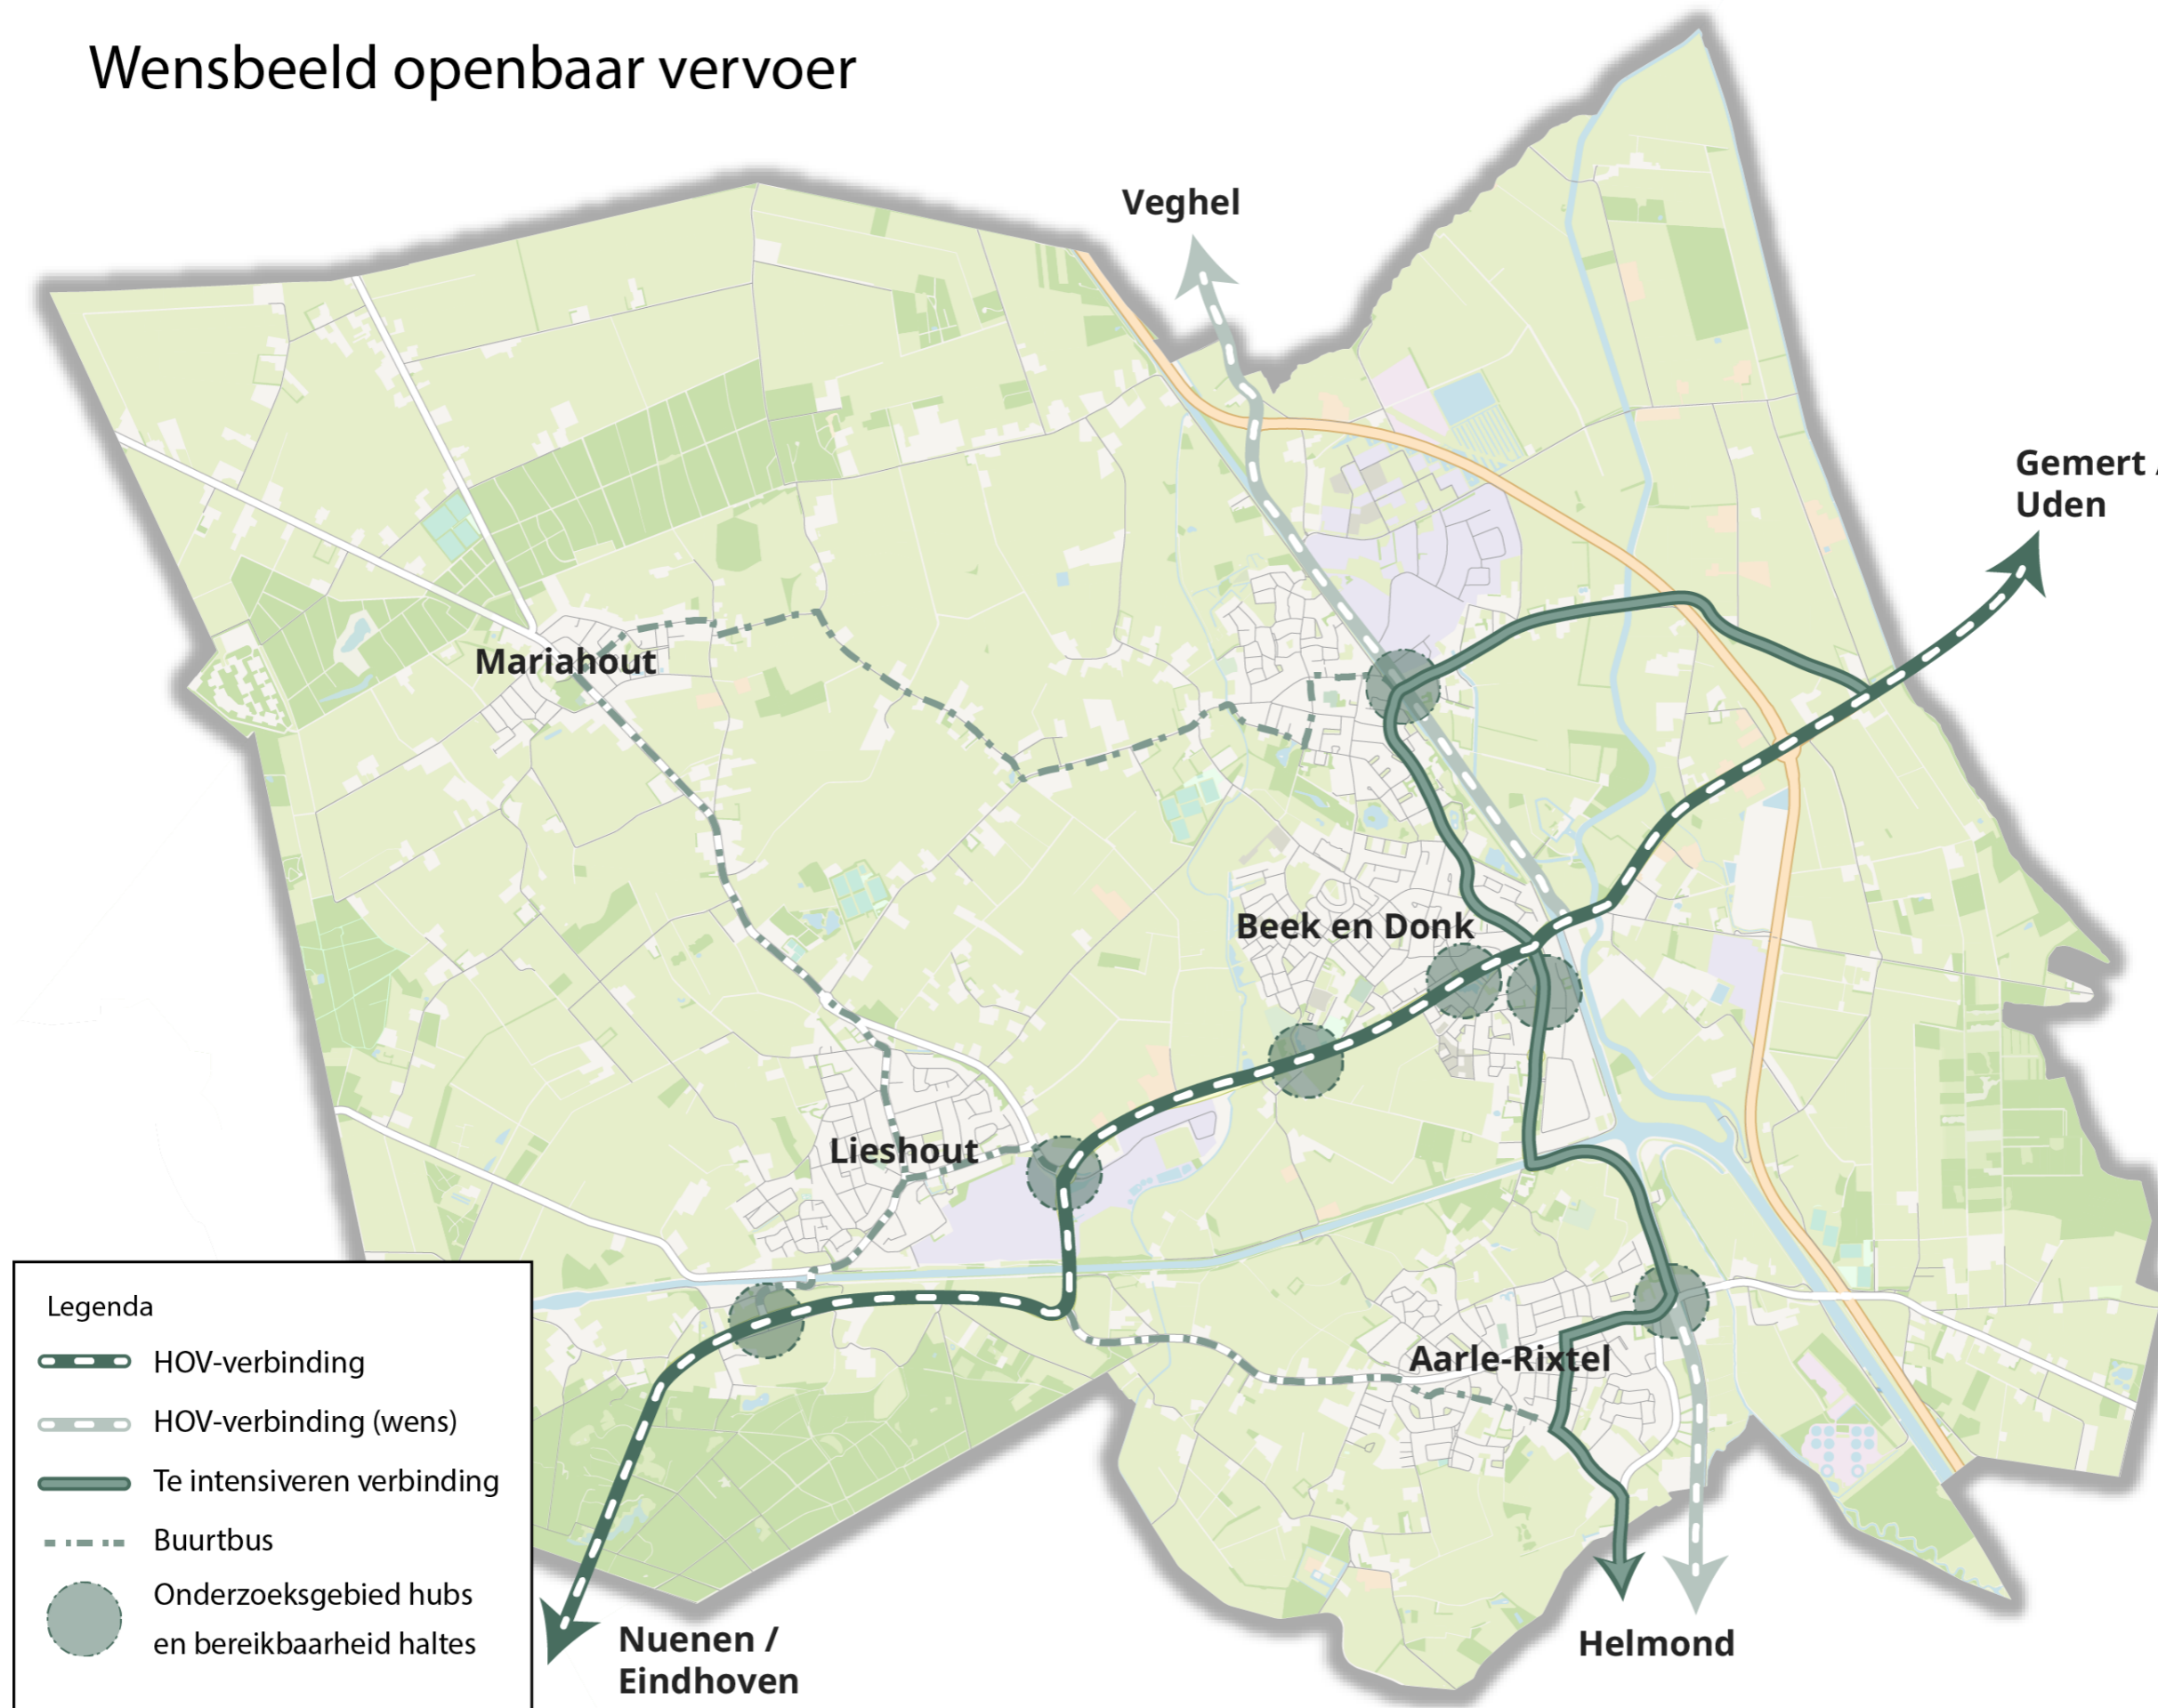 Wensbeeld openbaar vervoer
Veghel
Gemert /
Uden
Mariahout
Beek en Donk
Lieshout
Aarle-Rixtel
Helmond
Nuenen /
Eindhoven
Legenda
HOV-verbinding
HOV-verbinding (wens)
Te intensiveren verbinding
Buurtbus
Onderzoeksgebied hubs
en bereikbaarheid haltes